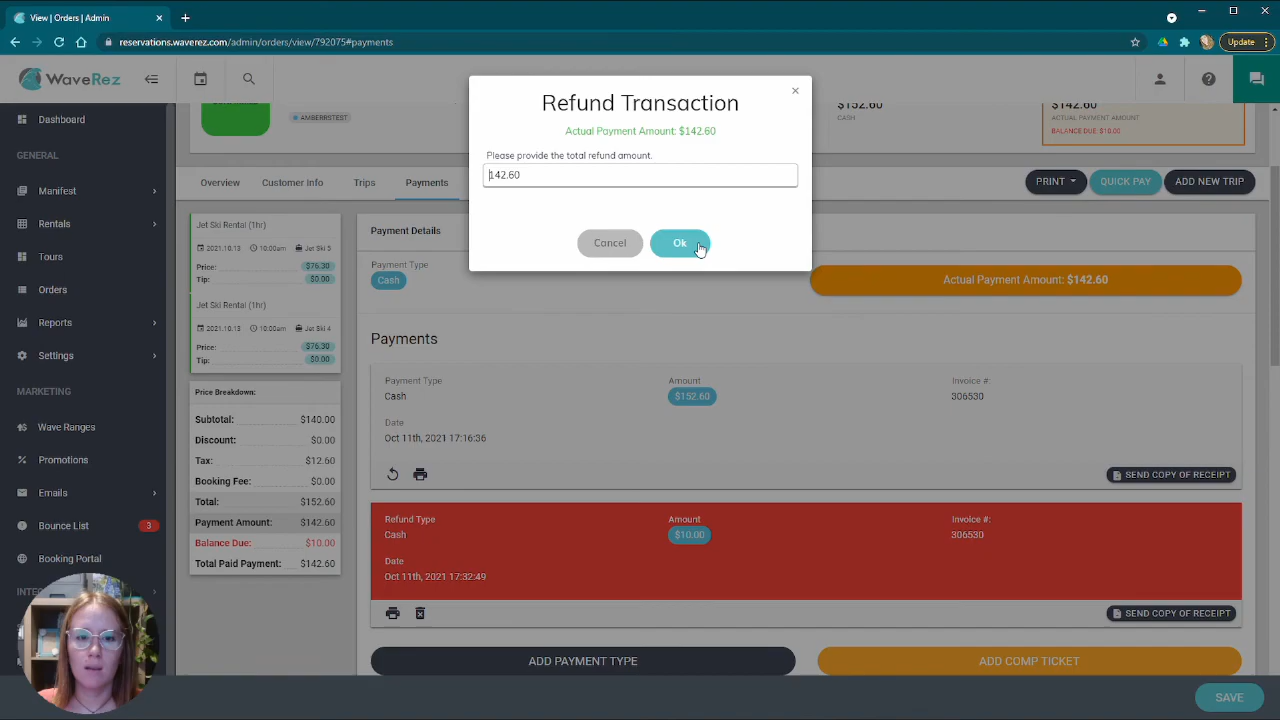 View | Orders | WaveRez
reservations.waverez.com/admin/orders/view/792075#payments
Update
WaveRez
AMBERRSTEST
$152.60
CASH
$142.60
ACTUAL PAYMENT AMOUNT
BALANCE DUE: $10.00
Refund Transaction
Actual Payment Amount: $142.60
Please provide the total refund amount.
142.60
Cancel
Ok
Dashboard
GENERAL
Manifest
Rentals
Tours
Orders
Reports
Settings
MARKETING
Wave Ranges
Promotions
Emails
Bounce List
3
Booking Portal
Overview
Customer Info
Trips
Payments
PRINT
QUICK PAY
ADD NEW TRIP
Jet Ski Rental (1hr)
2021.10.13 10:00am Jet Ski 5
Price: $76.30
Tip: $0.00
Jet Ski Rental (1hr)
2021.10.13 10:00am Jet Ski 4
Price: $76.30
Tip: $0.00
Price Breakdown:
Subtotal: $140.00
Discount: $0.00
Tax: $12.60
Booking Fee: $0.00
Total: $152.60
Payment Amount: $142.60
Balance Due: $10.00
Total Paid Payment: $142.60
Payment Details
Payment Type
Cash
Actual Payment Amount: $142.60
Payments
Payment Type
Cash
Amount
$152.60
Invoice #:
306530
Date
Oct 11th, 2021 17:16:36
SEND COPY OF RECEIPT
Refund Type
Cash
Amount
$10.00
Invoice #:
306530
Date
Oct 11th, 2021 17:32:49
SEND COPY OF RECEIPT
ADD PAYMENT TYPE
ADD COMP TICKET
SAVE